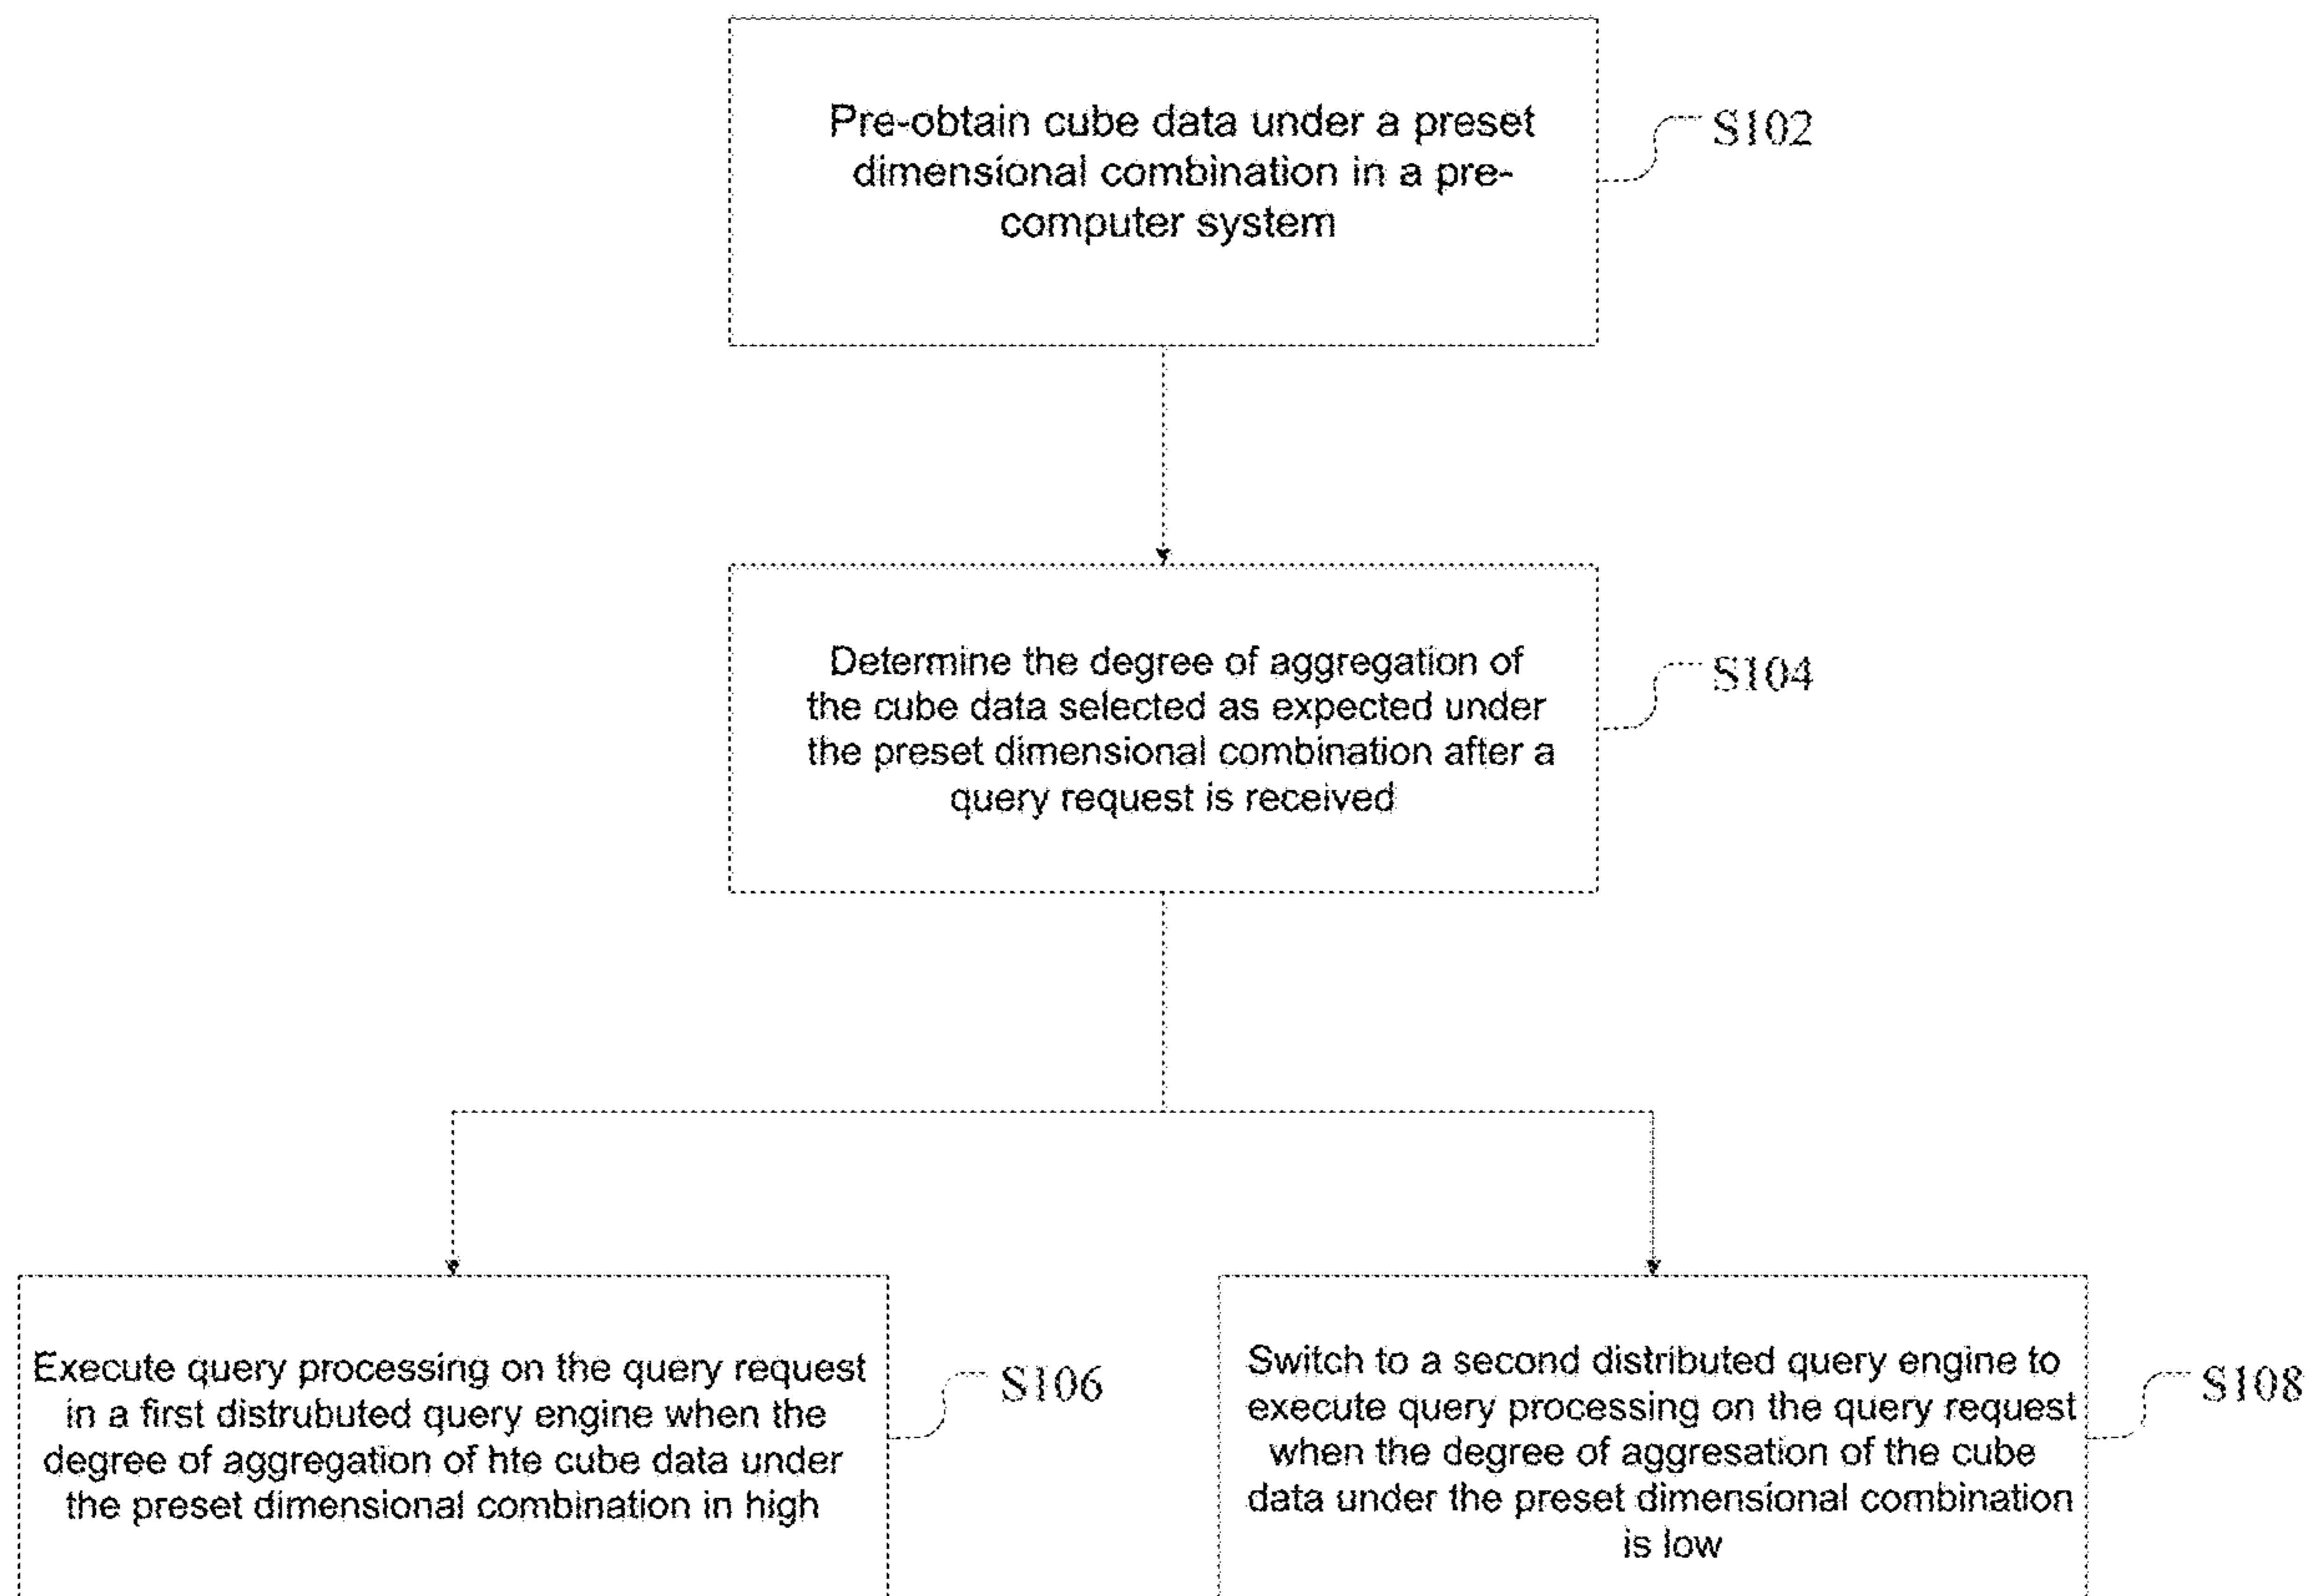 Pre-obtain cube data under a preset
dimensional combination in a pre-
computer system
S102
Determine the degree of aggregation of
the cube data selected as expected under
the preset dimensional combination after a
query request is received
S104
Execute query processing on the query request
in a first distrubuted query engine when the
degree of aggregation of hte cube data under
the preset dimensional combination in high
S106
Switch to a second distributed query engine to
execute query processing on the query request
when the degree of aggresation of the cube
data under the preset dimensional combination
is low
S108